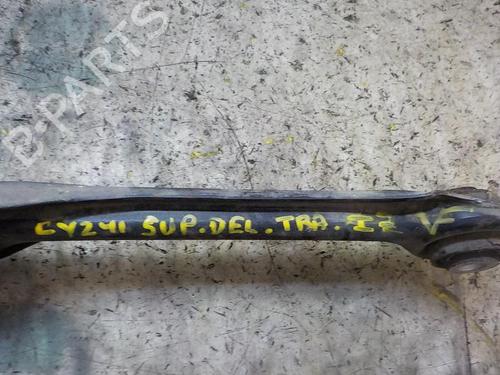 B-PARTS
CY241 SUP.DEL.TRA.IZ V